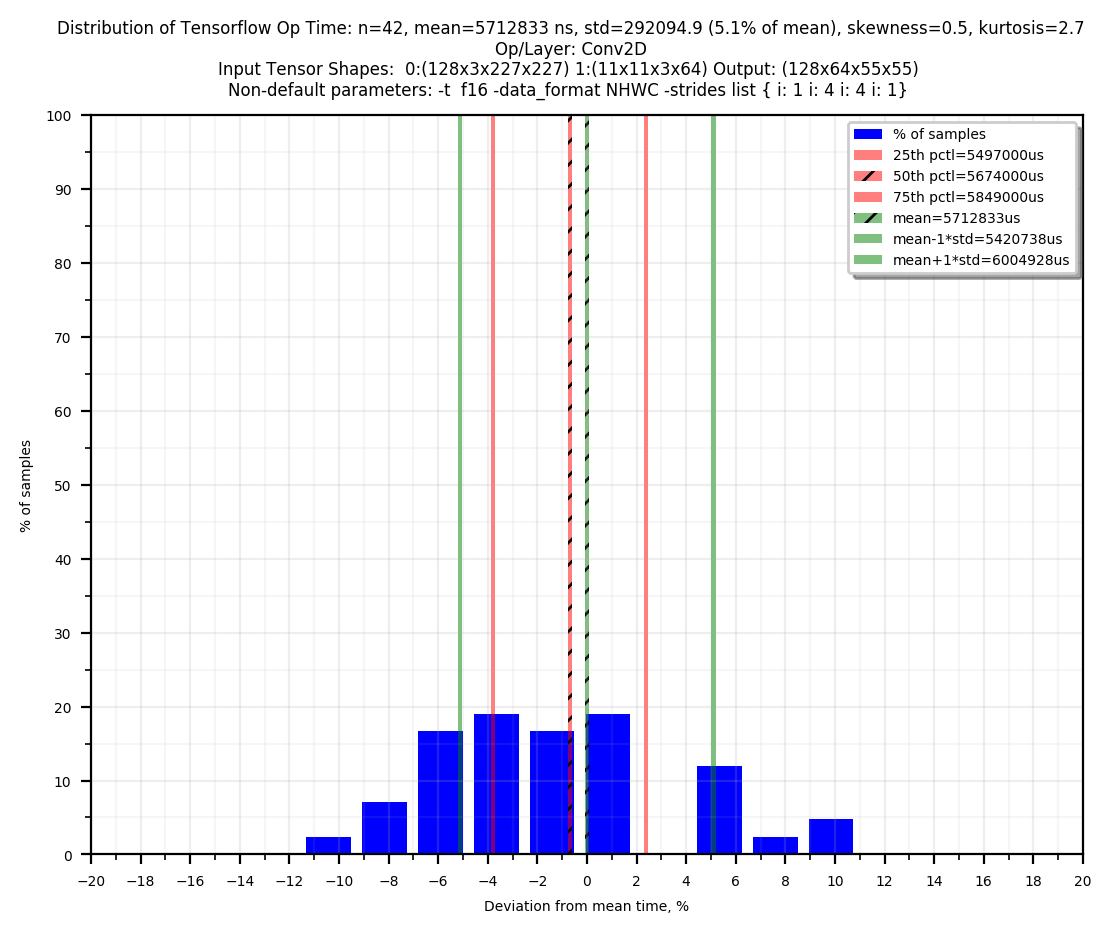 Distribution of Tensorflow Op Time: n=42, mean=5712833 ns, std=292094.9 (5.1% of mean), skewness=0.5, kurtosis=2.7
Op/Layer: Conv2D
Input Tensor Shapes:  0:(128x3x227x227) 1:(11x11x3x64) Output: (128x64x55x55)
Non-default parameters: -t  f16 -data_format NHWC -strides list { i: 1 i: 4 i: 4 i: 1}
100
90
80
70
60
50
40
30
20
10
0
% of samples
% of samples
25th pctl=5497000us
50th pctl=5674000us
75th pctl=5849000us
mean=5712833us
mean-1*std=5420738us
mean+1*std=6004928us
−20 −18 −16 −14 −12 −10 −8 −6 −4 −2 0 2 4 6 8 10 12 14 16 18 20
Deviation from mean time, %